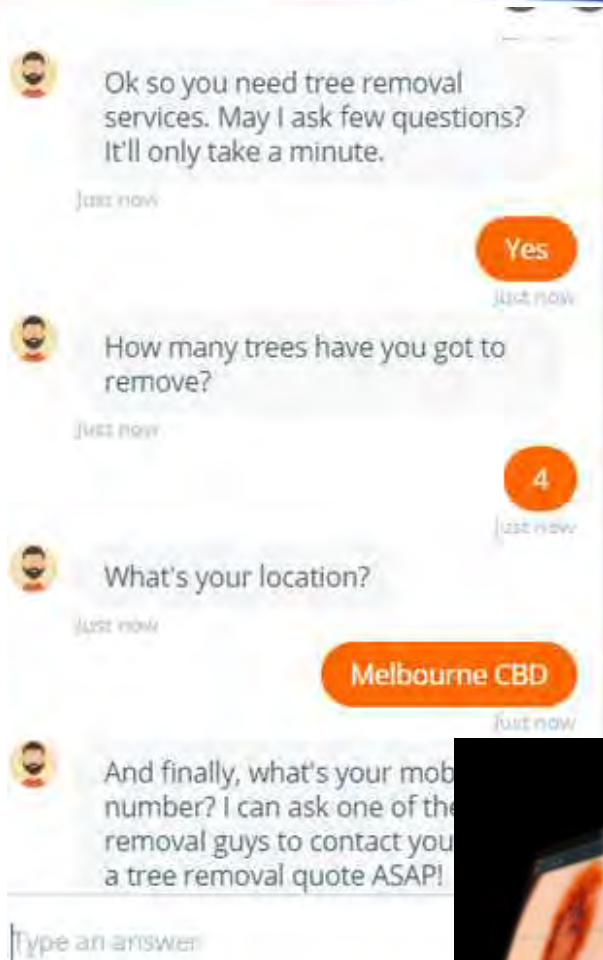 Ok so you need tree removal
services. May I ask few questions?
It'll only take a minute.
Just now
Yes
Just now
How many trees have you got to
remove?
Just now
4
Just now
What's your location?
Just now
Melbourne CBD
Just now
And finally, what's your
number? I can ask one of
removal guys to contact you
a tree removal quote ASAP!
Type an answer